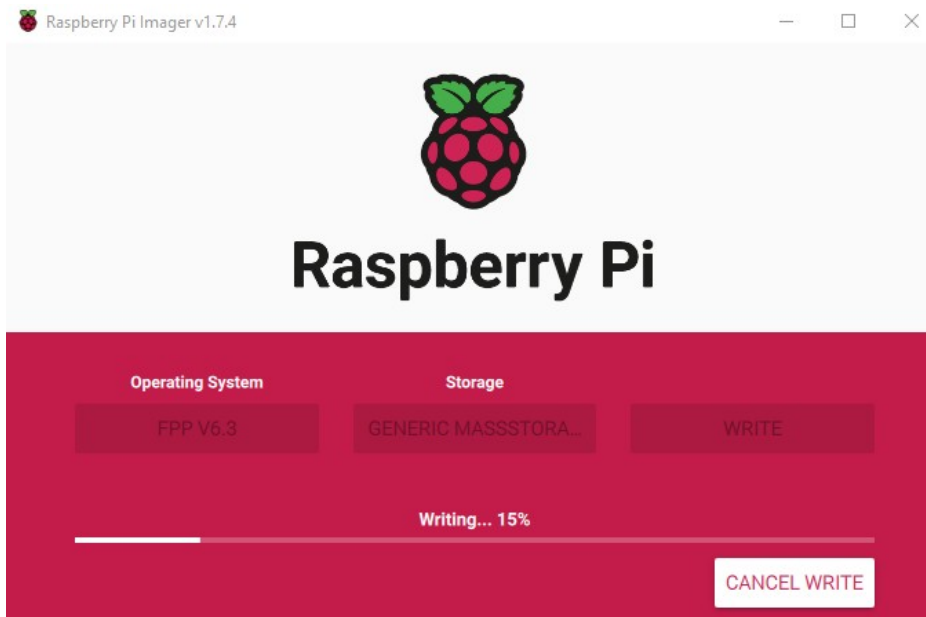 Raspberry Pi Imager v1.7.4
Raspberry Pi
Operating System
Storage
FPP V6.3
GENERIC MASSSTORA...
WRITE
Writing... 15%
CANCEL WRITE